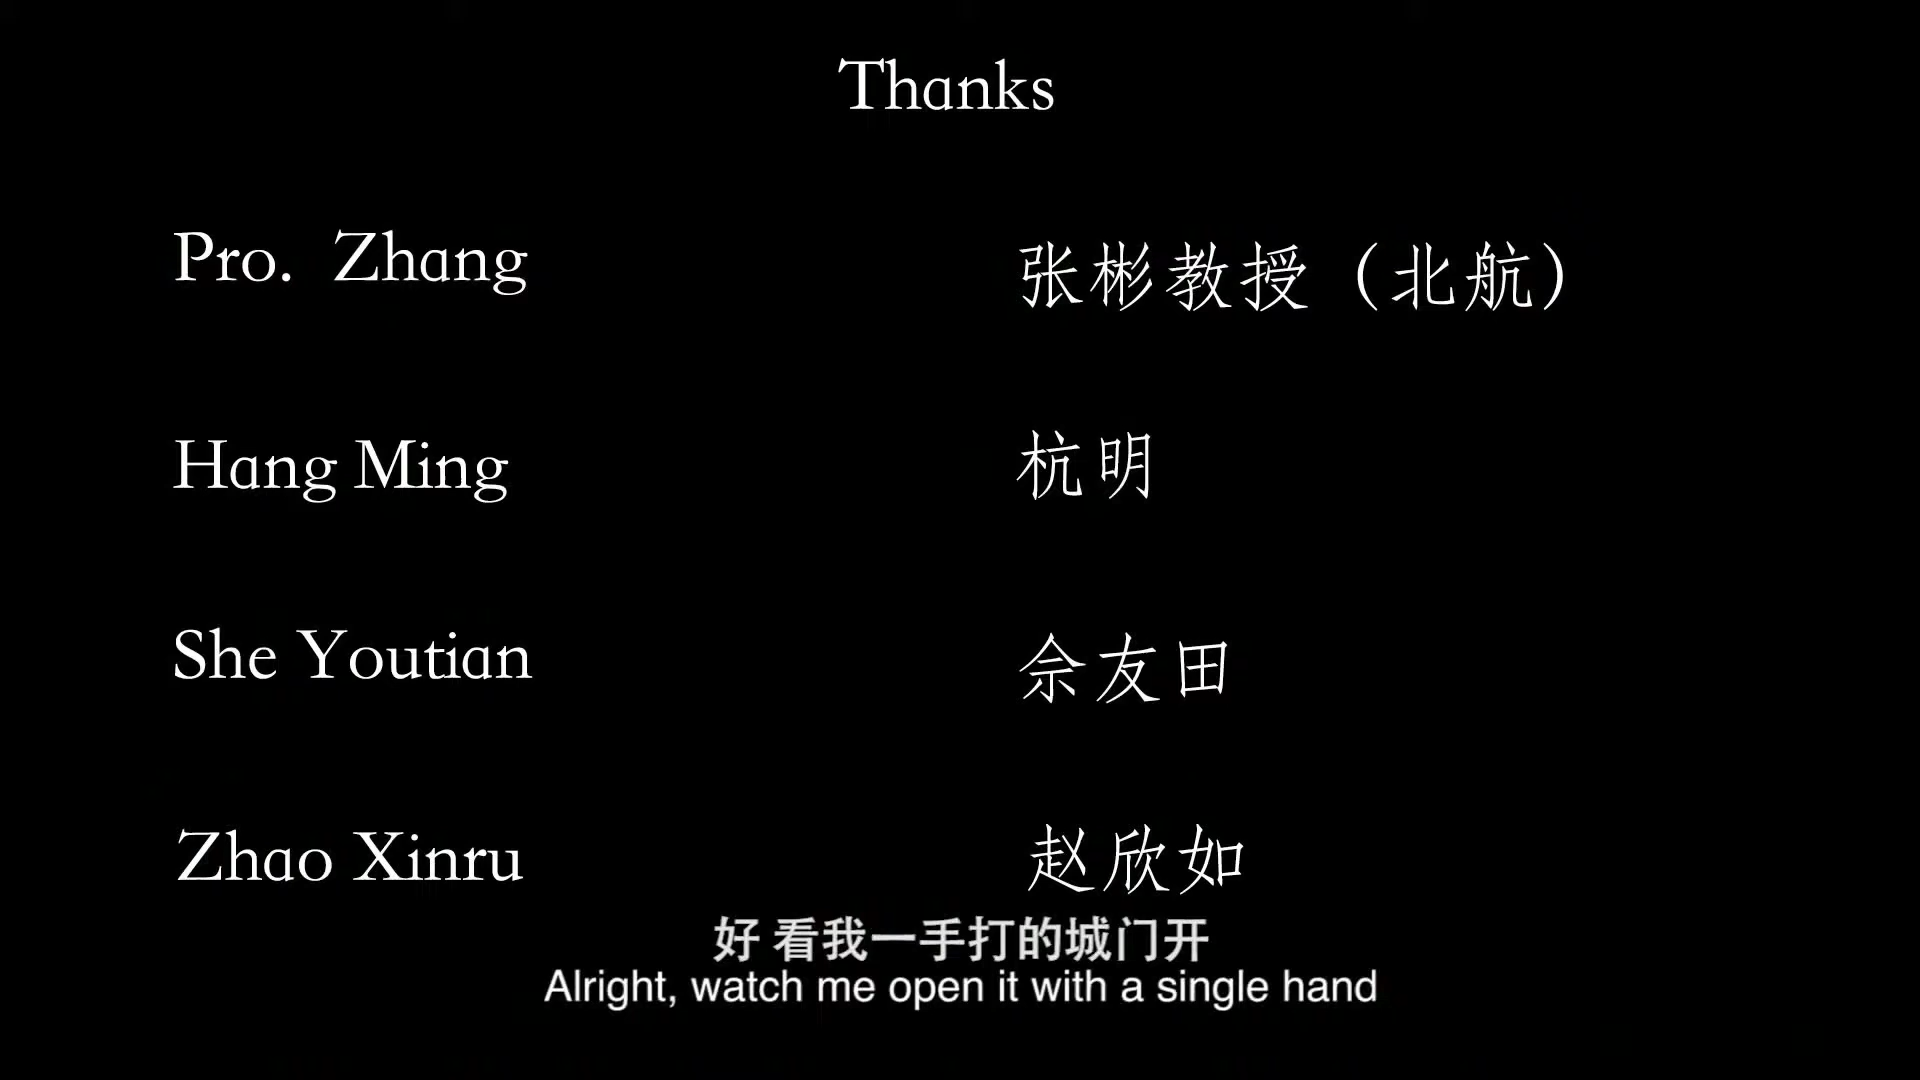 Thanks
Pro. Zhang 张彬教授（北航）
Hang Ming 杭明
She Youtian 佘友田
Zhao Xinru 赵欣如
好 看我一手打的城门开
Alright, watch me open it with a single hand